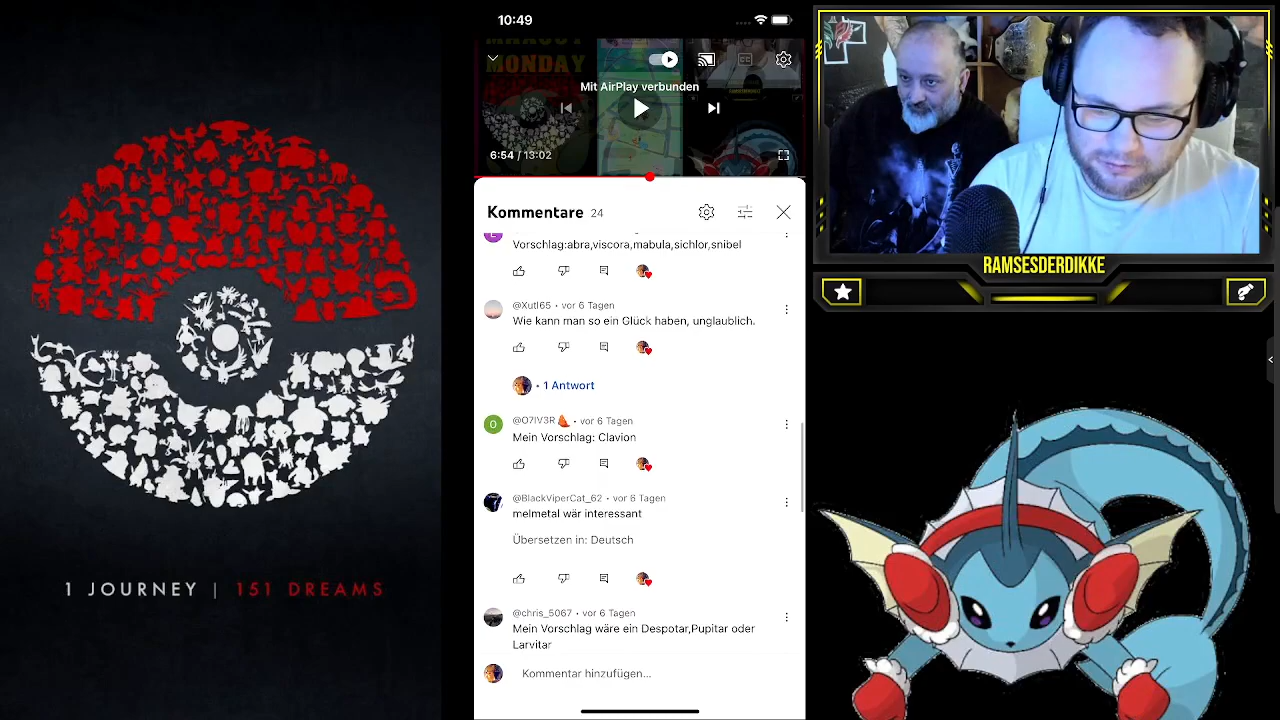 10:49
MONDAY
Mit AirPlay verbunden
6:54 / 13:02
Kommentare 24
Vorschlag:abra,viscora,mabula,sichlor,snibel
@Xutl65 • vor 6 Tagen
Wie kann man so ein Glück haben, unglaublich.
• 1 Antwort
O
@O7IV3R • vor 6 Tagen
Mein Vorschlag: Clavion
@BlackViperCat_62 • vor 6 Tagen
melmetal wär interessant
Übersetzen in: Deutsch
@chris_5067 • vor 6 Tagen
Mein Vorschlag wäre ein Despotar,Pupitar oder
Larvitar
Kommentar hinzufügen...
1 JOURNEY | 151 DREAMS
RAMSESDERDIKKE